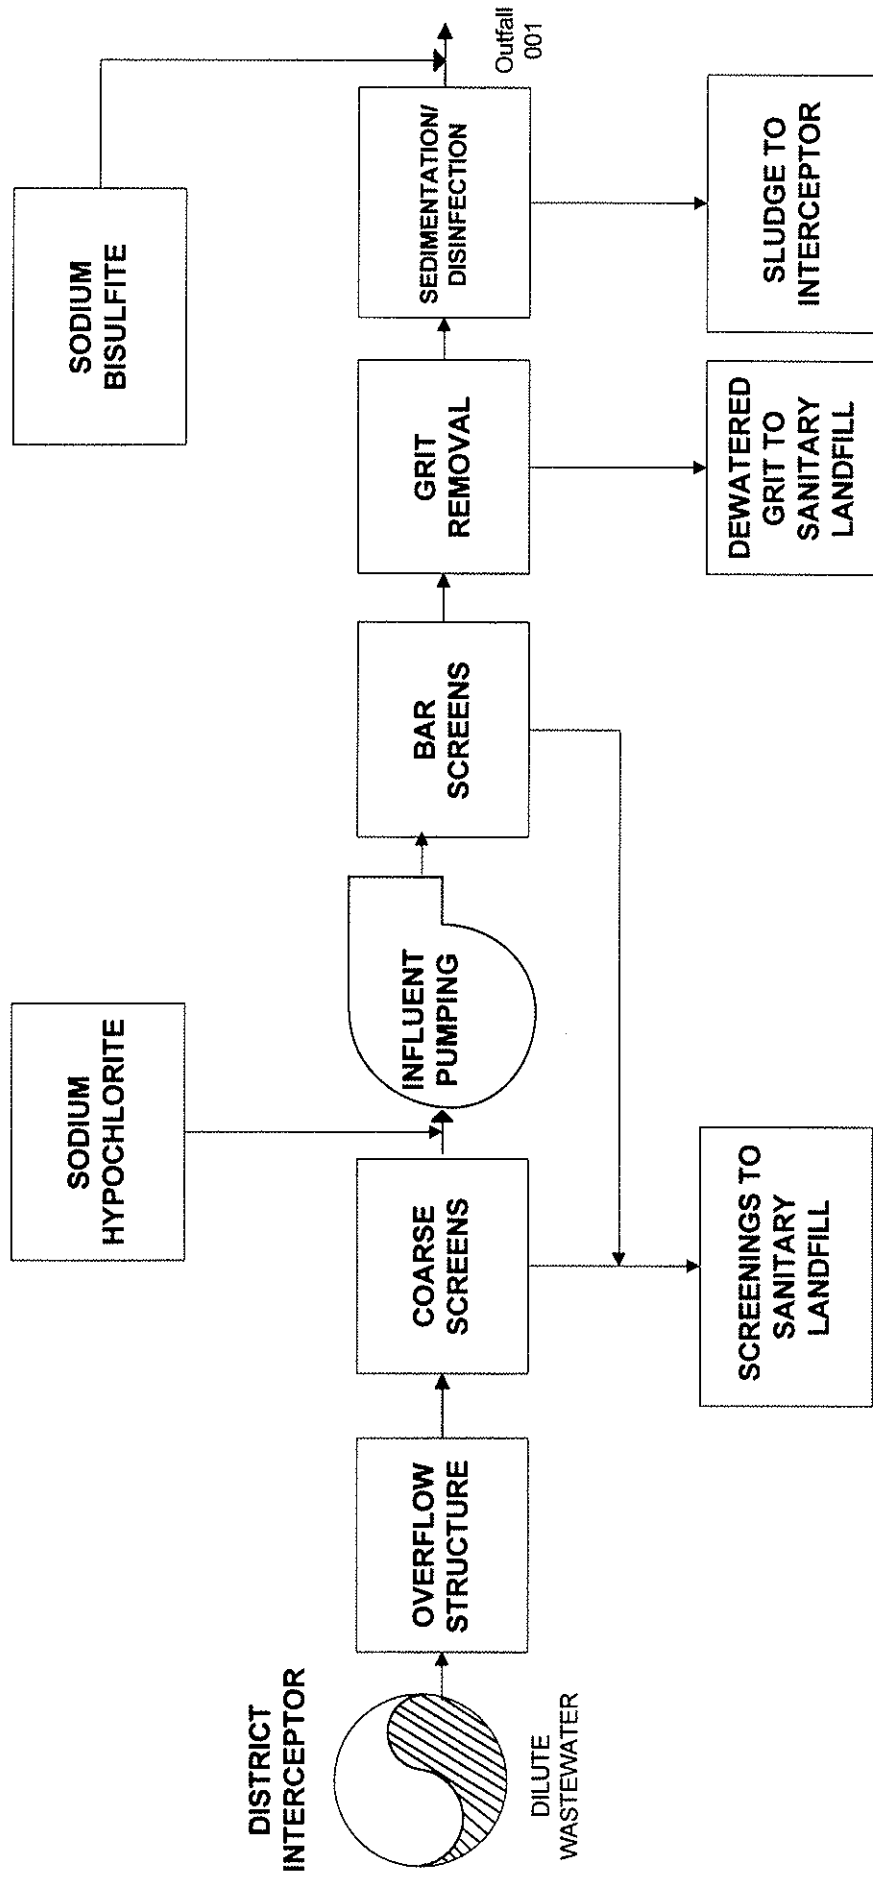 DISTRICT
INTERCEPTOR
DILUTE
WASTEWATER
OVERFLOW
STRUCTURE
COARSE
SCREENS
SODIUM
HYPOCHLORITE
INFLUENT
PUMPING
BAR
SCREENS
GRIT
REMOVAL
SEDIMENTATION/
DISINFECTION
SODIUM
BISULFITE
Outfall
001
SCREENINGS TO
SANITARY
LANDFILL
DEWATERED
GRIT TO
SANITARY
LANDFILL
SLUDGE TO
INTERCEPTOR